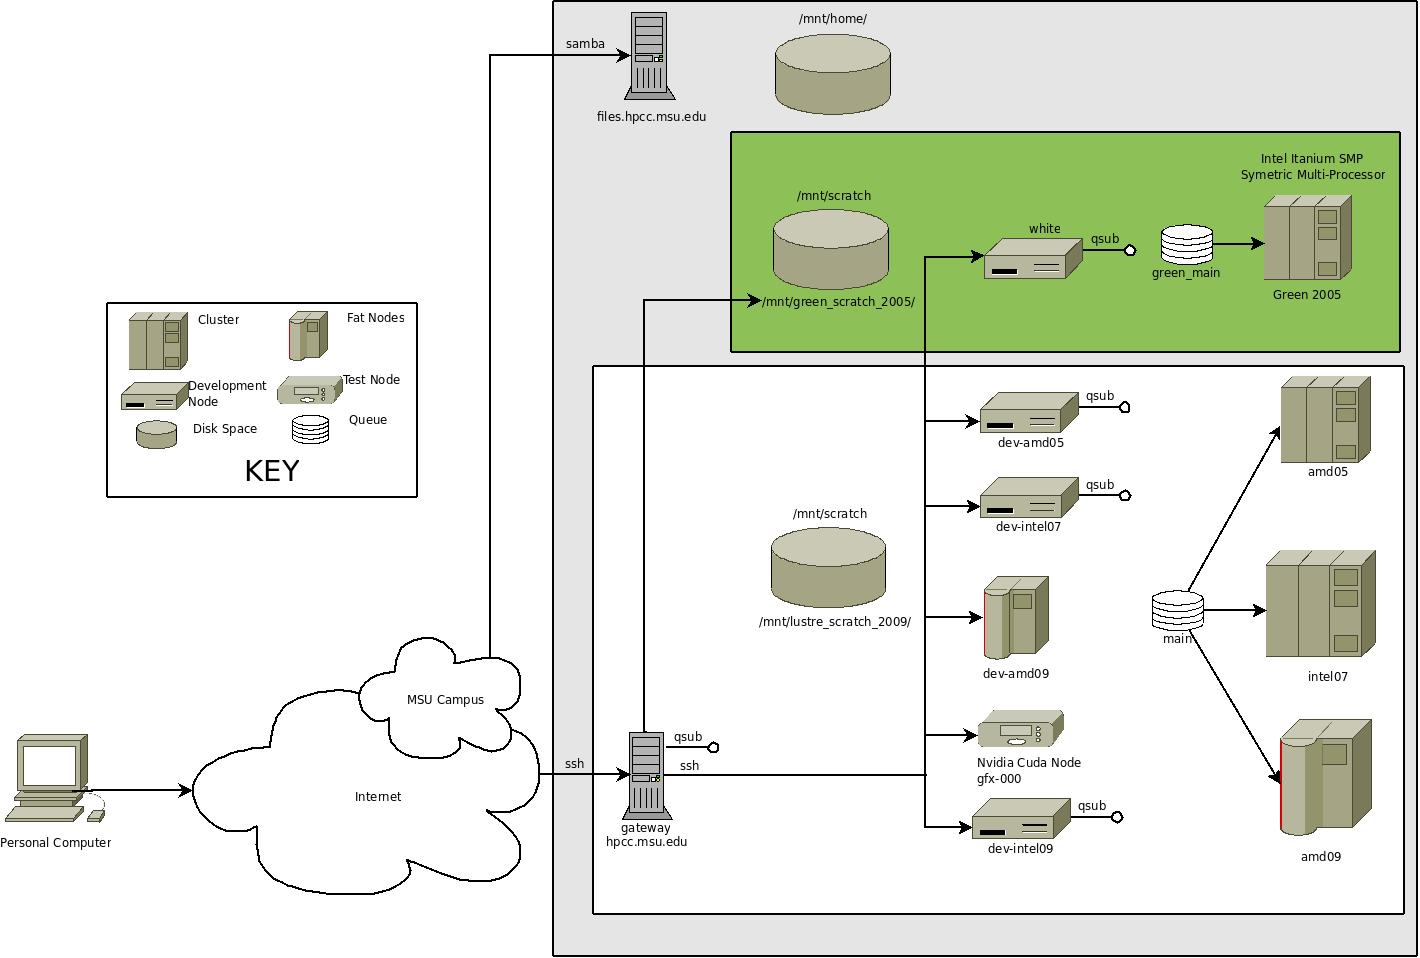 /mnt/home/
samba
files.hpcc.msu.edu
Intel Itanium SMP
Symetric Multi-Processor
/mnt/scratch
white
qsub
green_main
/mnt/green_scratch_2005/
Green 2005
Cluster
Fat Nodes
Development
Node
Test Node
Disk Space
Queue
KEY
qsub
dev-amd05
amd05
qsub
dev-intel07
/mnt/scratch
/mnt/lustre_scratch_2009/
main
dev-amd09
intel07
MSU Campus
Internet
Personal Computer
ssh
qsub
ssh
gateway
hpcc.msu.edu
Nvidia Cuda Node
gfx-000
qsub
dev-intel09
amd09